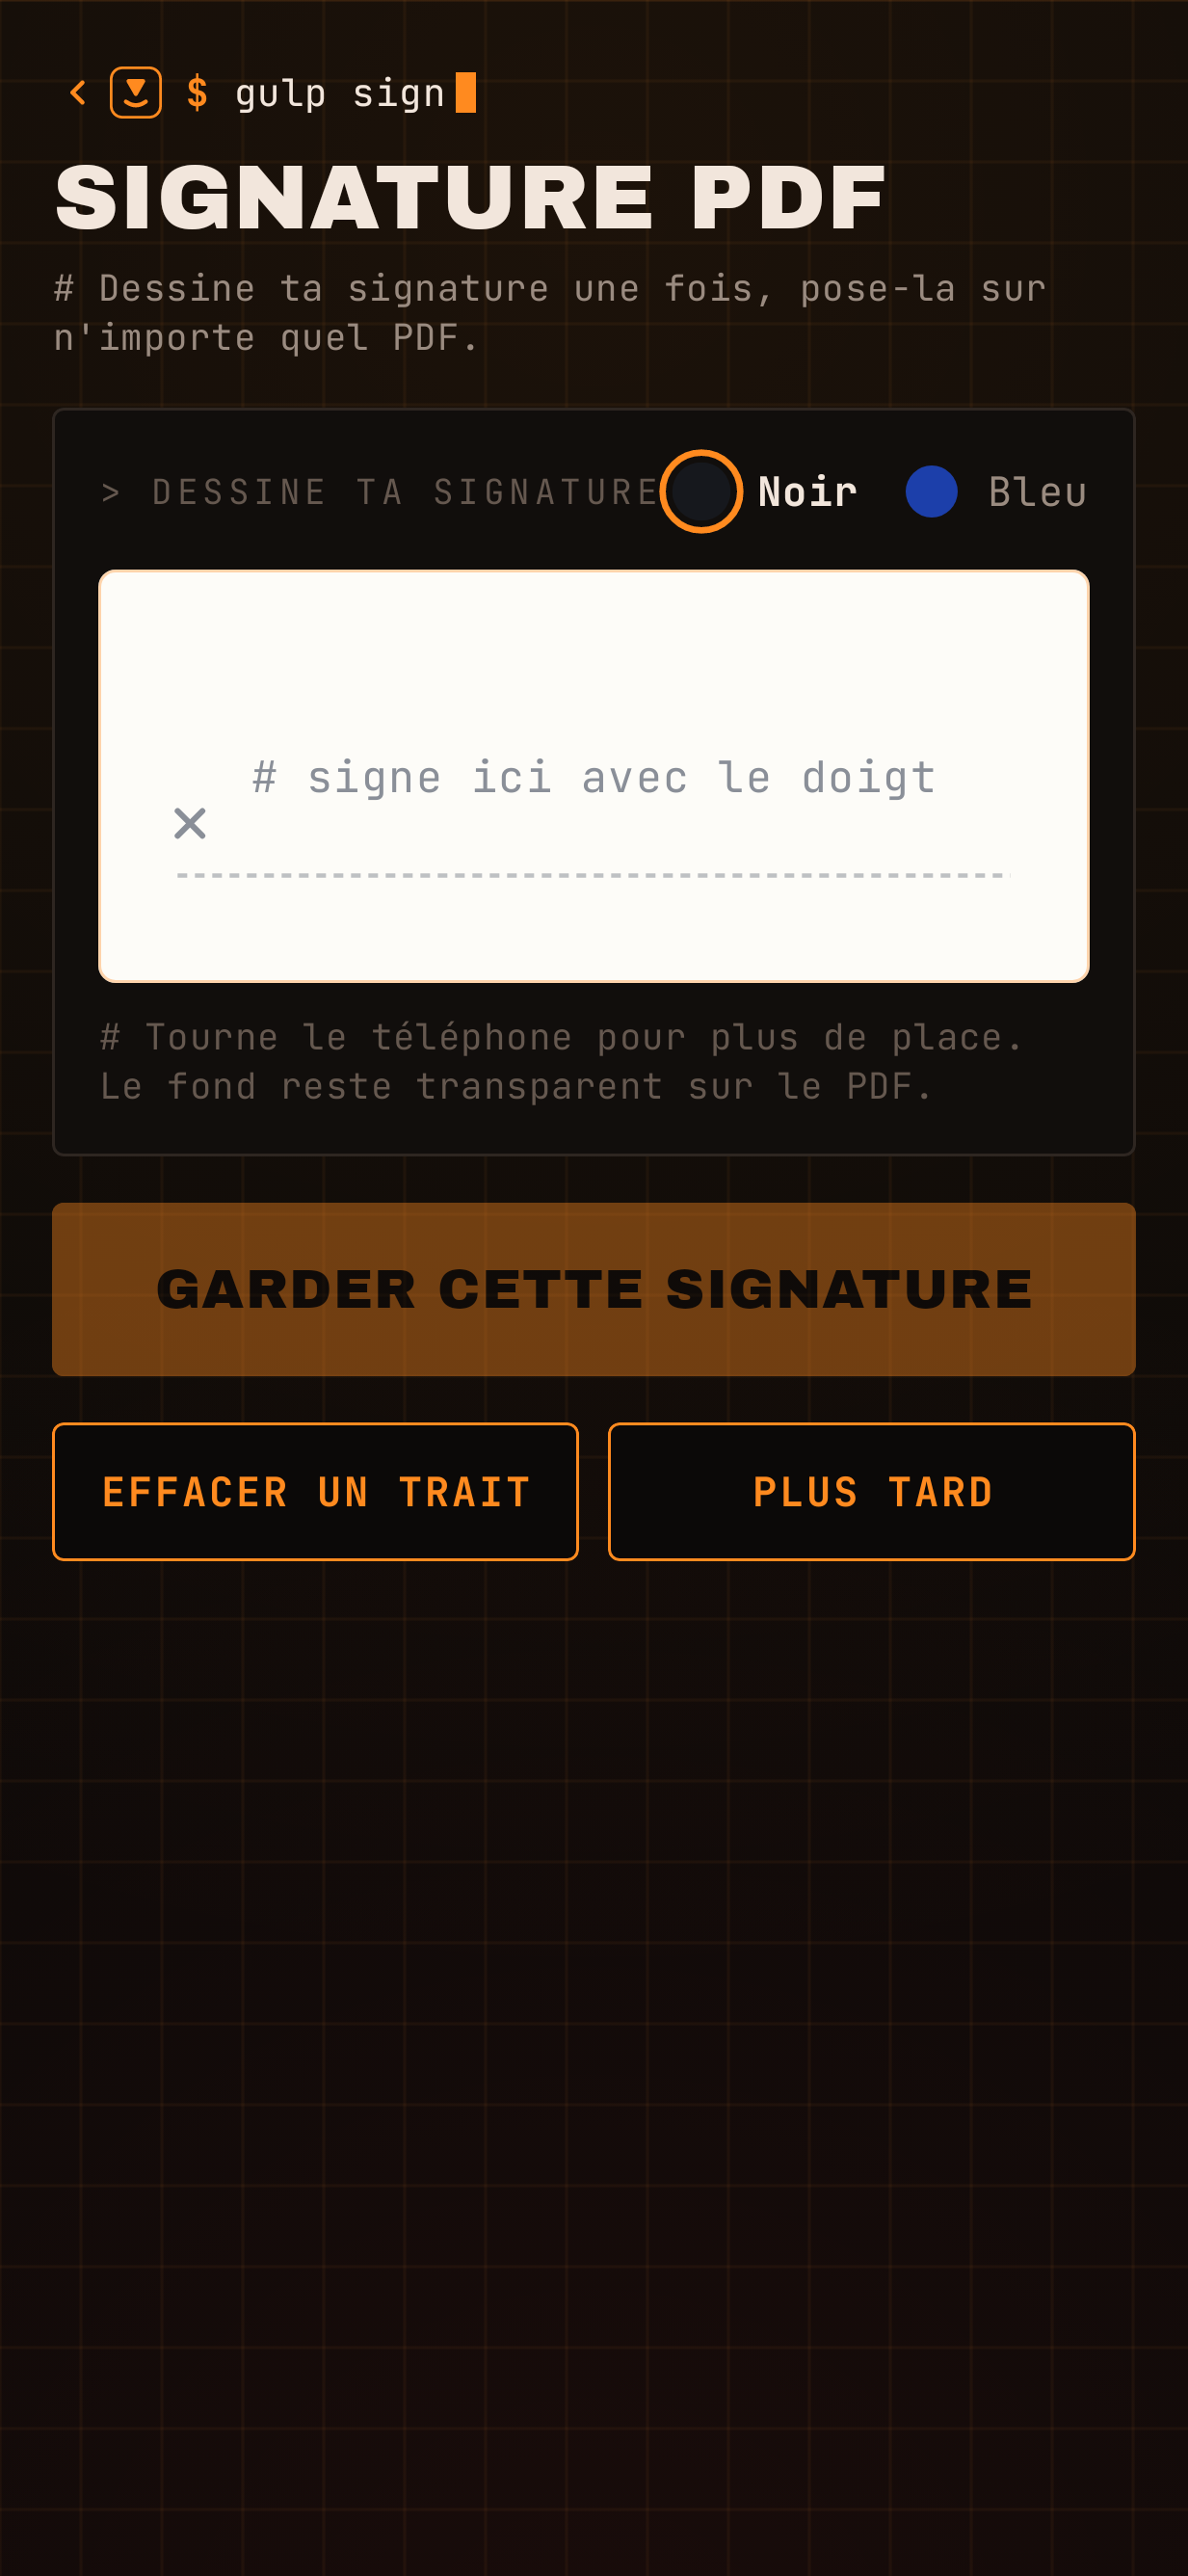 $ gulp sign
SIGNATURE PDF
# Dessine ta signature une fois, pose-la sur
n'importe quel PDF.
> DESSINE TA SIGNATURE Noir Bleu
# signe ici avec le doigt
# Tourne le téléphone pour plus de place.
Le fond reste transparent sur le PDF.
GARDER CETTE SIGNATURE
EFFACER UN TRAIT PLUS TARD